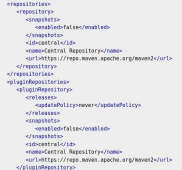 <repositories>
<repository>
<snapshots>
<enabled>false</enabled>
</snapshots>
<id>central</id>
<name>Central Repository</name>
<url>https://repo.maven.apache.org/maven2</url>
</repository>
</repositories>
<pluginRepositories>
<pluginRepository>
<releases>
<updatePolicy>never</updatePolicy>
</releases>
<snapshots>
<enabled>false</enabled>
</snapshots>
<id>central</id>
<name>Central Repository</name>
<url>https://repo.maven.apache.org/maven2</url>
</pluginRepository>